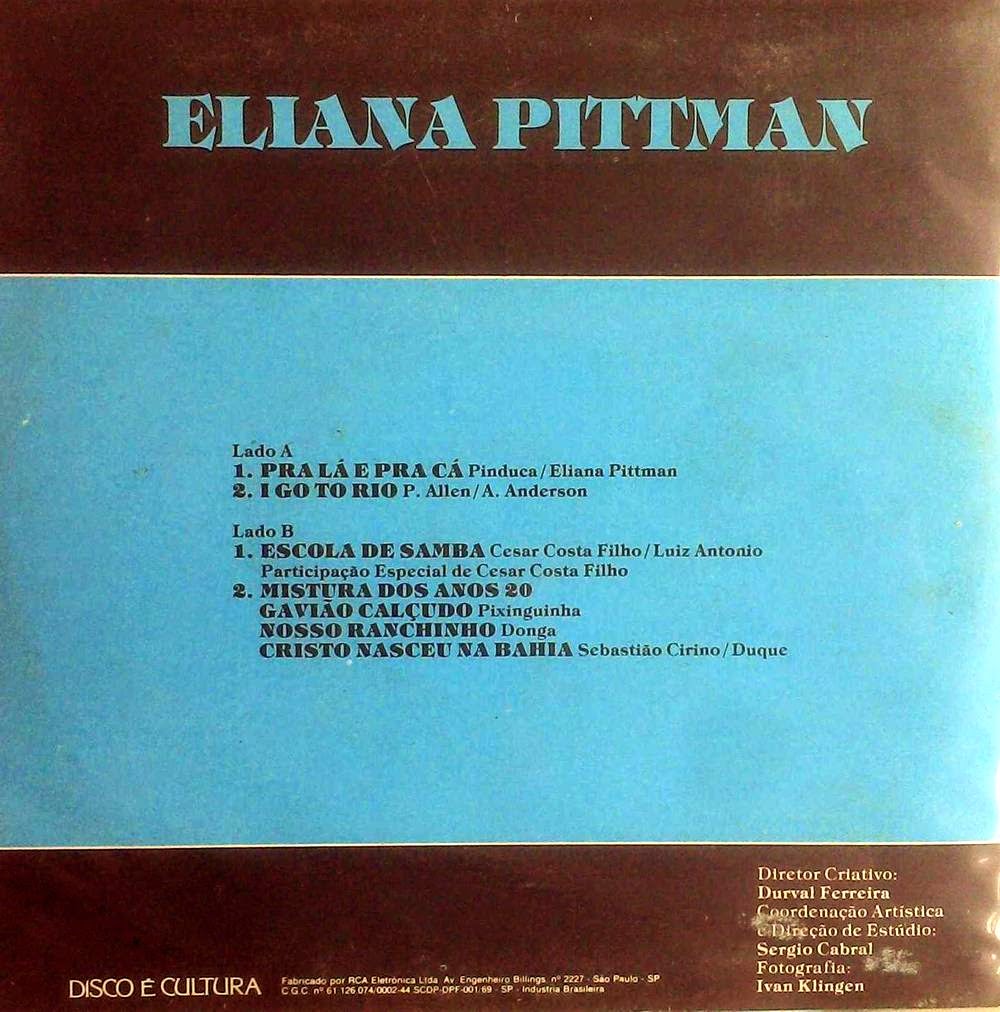 ELIANA PITTMAN
Lado A
1. PRA LÁ E PRA CÁ Pinduca/Eliana Pittman
2. I GO TO RIO P. Allen/A. Anderson
Lado B
1. ESCOLA DE SAMBA Cesar Costa Filho/Luiz Antonio
Participação Especial de Cesar Costa Filho
2. MISTURA DOS ANOS 20
GAVIÃO CALÇUDO Pixinguinha
NOSSO RANCHINHO Donga
CRISTO NASCEU NA BAHIA Sebastião Cirino/Duque
Diretor Criativo:
Durval Ferreira
Coordenação Artística
e Direção de Estúdio:
Sergio Cabral
Fotografia:
Ivan Klingen
DISCO É CULTURA
Fabricado por RCA Eletrônica Ltda. Av. Engenheiro Billings, nº 2227 - São Paulo - SP
C.G.C. nº 61.126.074/0002-44 SCDP-DPF-001/69 - SP - Industria Brasileira